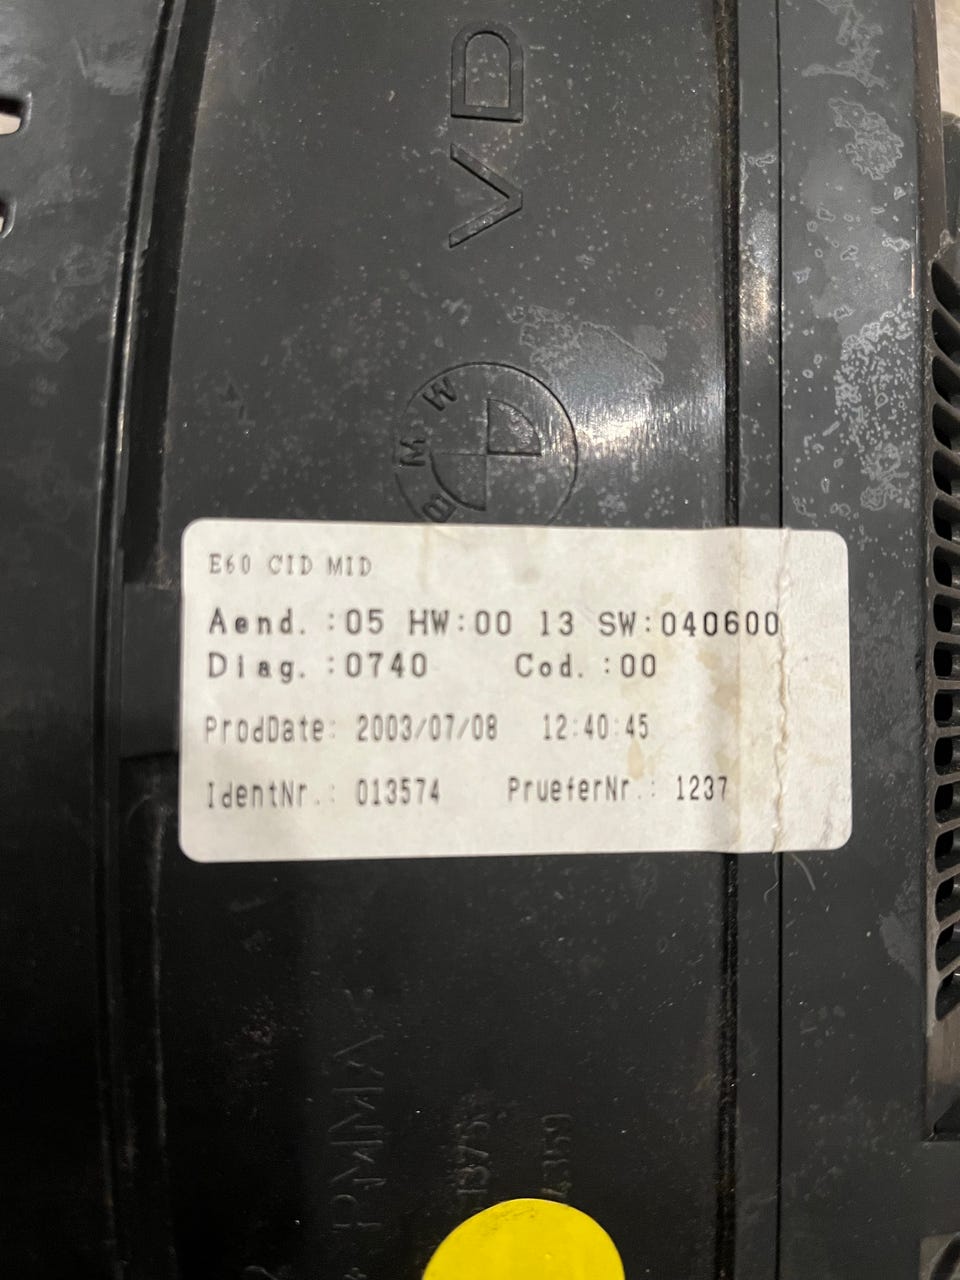 VD
BMW
E60 CID MID
Aend. :05 HW:00 13 SW:040600
Diag. :0740 Cod. :00
ProdDate: 2003/07/08 12:40:45
IdentNr.: 013574 PrueferNr.: 1237
PMMA